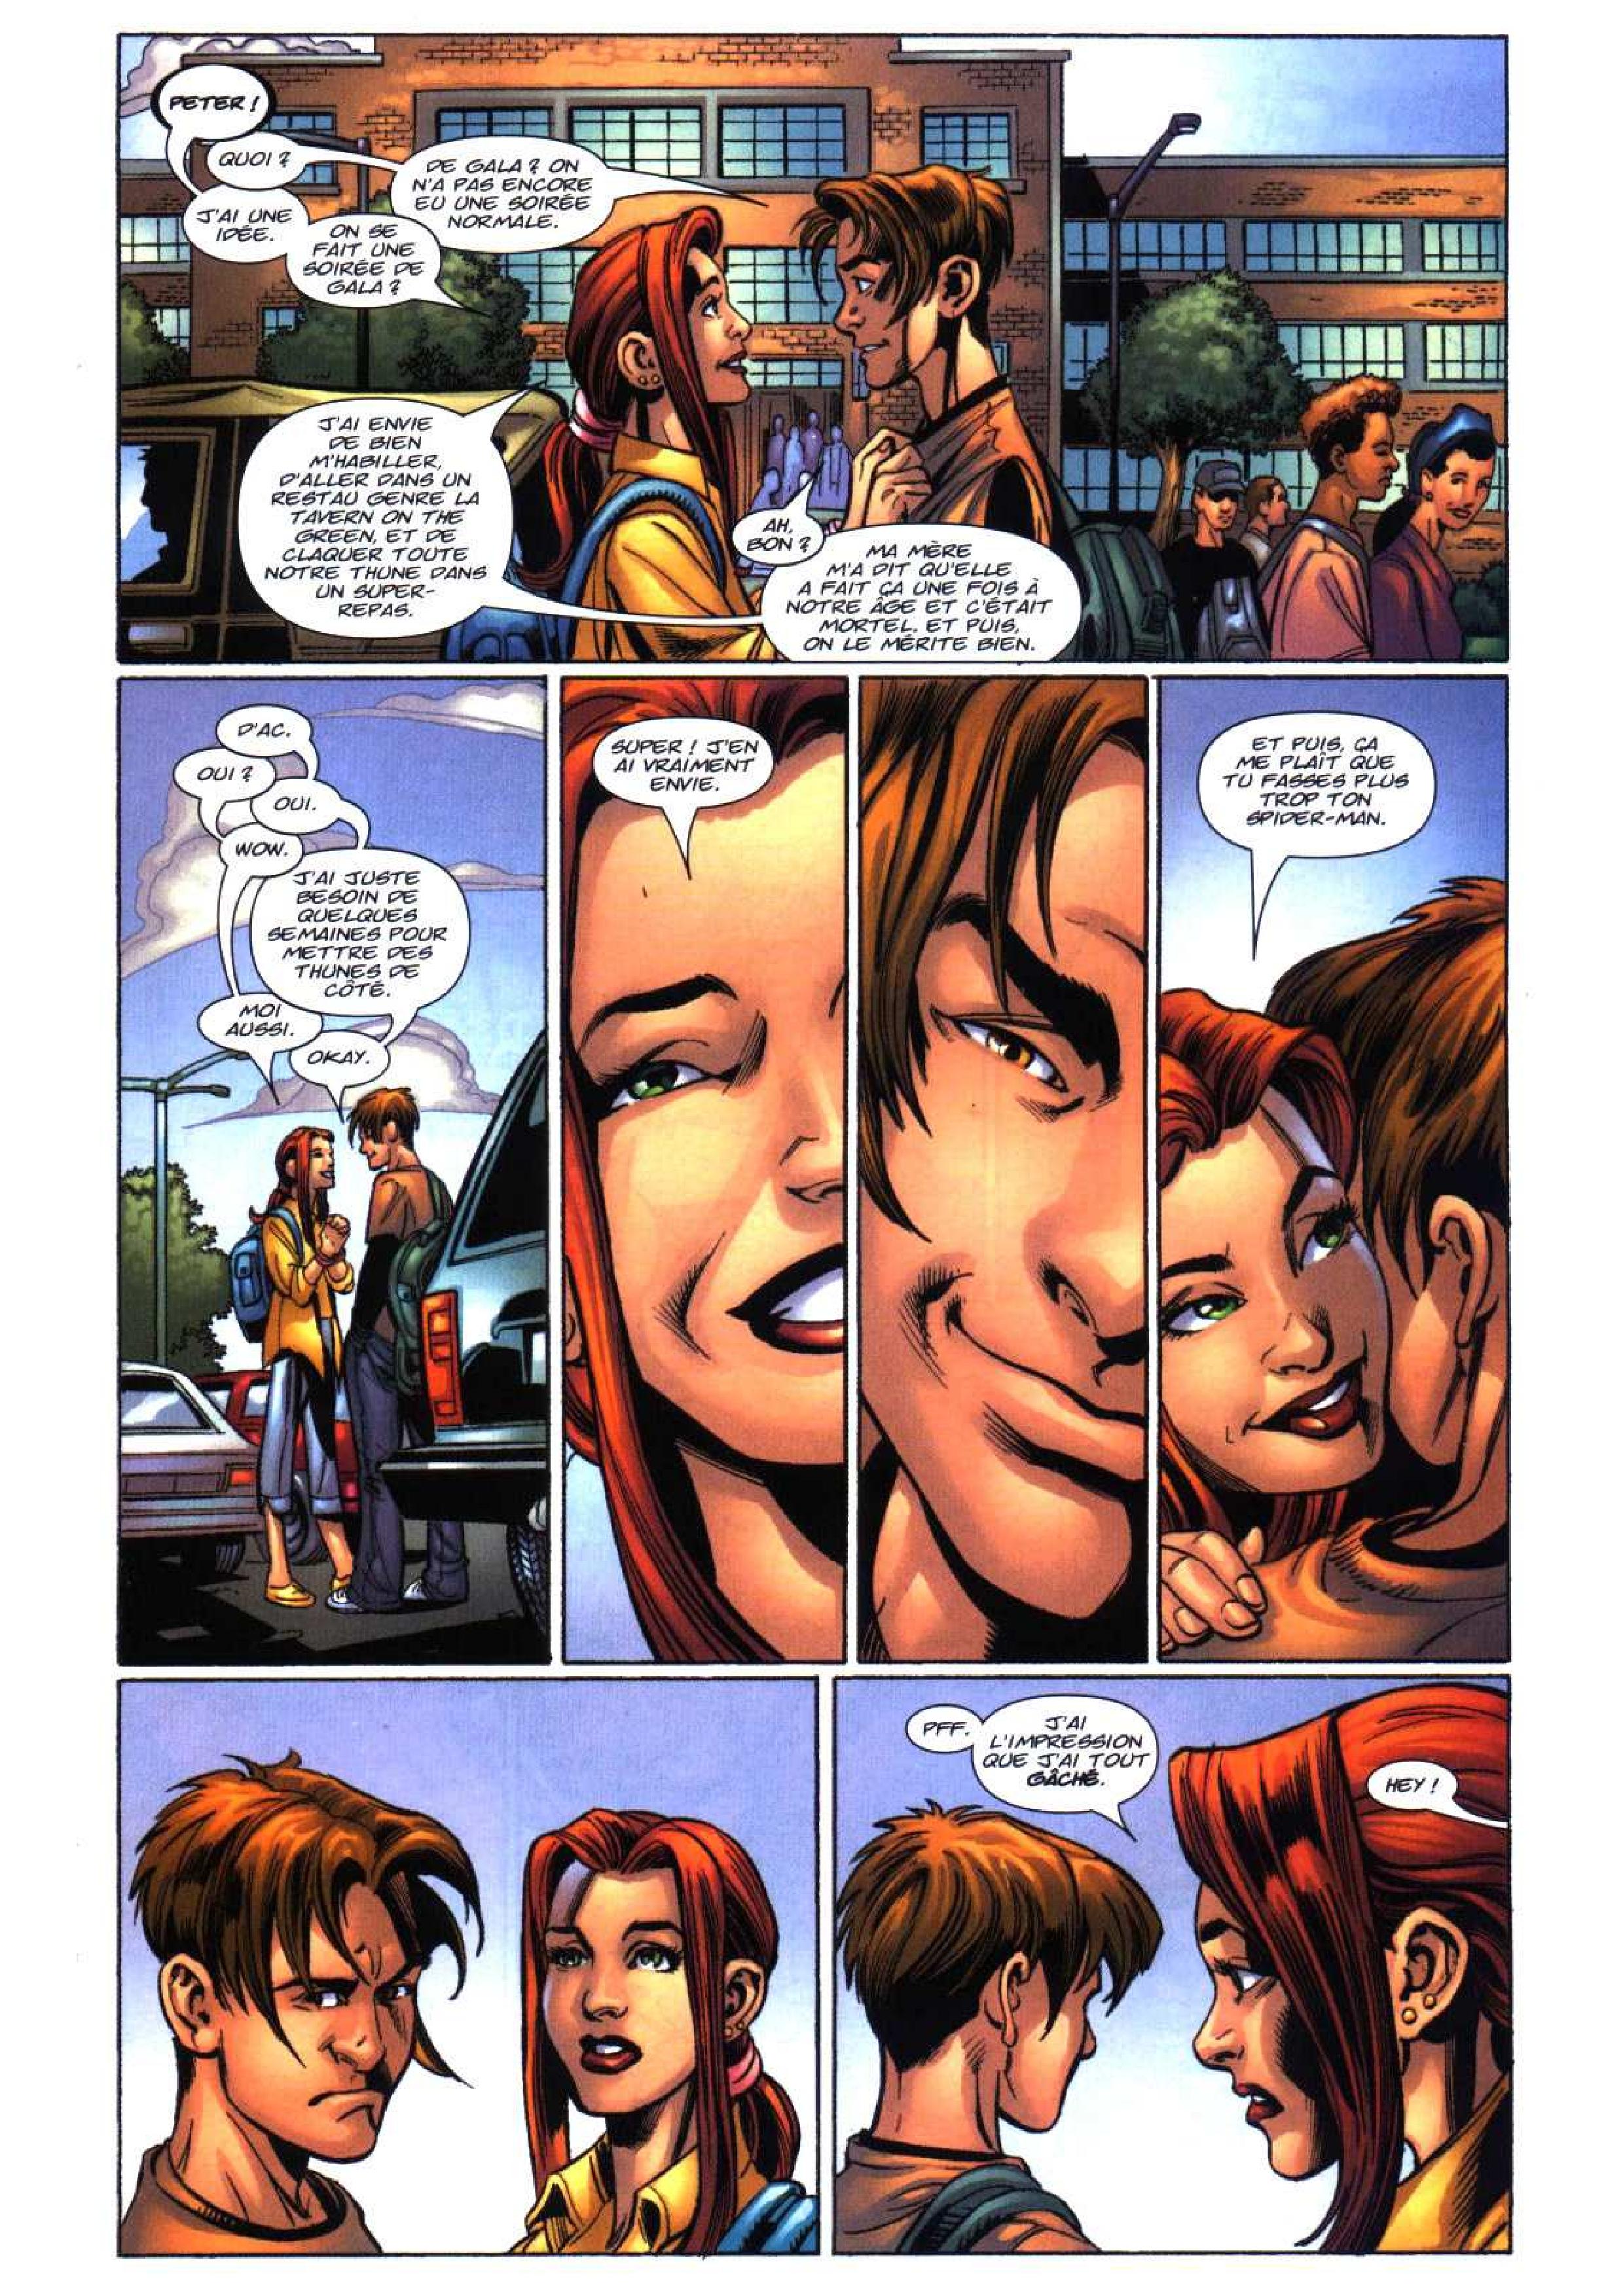 PETER !
QUOI ?
J'AI UNE
IDÉE.
ON SE
FAIT UNE
SOIRÉE DE
GALA ?
DE GALA ? ON
N'A PAS ENCORE
EU UNE SOIRÉE
NORMALE.
J'AI ENVIE
DE BIEN
M'HABILLER,
D'ALLER DANS UN
RESTAU GENRE LA
TAVERN ON THE
GREEN, ET DE
CLAQUER TOUTE
NOTRE THUNE DANS
UN SUPER-
REPAS.
AH,
BON ?
MA MÈRE
M'A DIT QU'ELLE
A FAIT ÇA UNE FOIS À
NOTRE ÂGE ET C'ÉTAIT
MORTEL. ET PUIS,
ON LE MÉRITE BIEN.
D'AC.
OUI ?
OUI.
WOW.
J'AI JUSTE
BESOIN DE
QUELQUES
SEMAINES POUR
METTRE DES
THUNES DE
CÔTÉ.
MOI
AUSSI.
OKAY.
SUPER ! J'EN
AI VRAIMENT
ENVIE.
ET PUIS, ÇA
ME PLAÎT QUE
TU FASSES PLUS
TROP TON
SPIDER-MAN.
PFF.
J'AI
L'IMPRESSION
QUE J'AI TOUT
GÂCHÉ.
HEY !